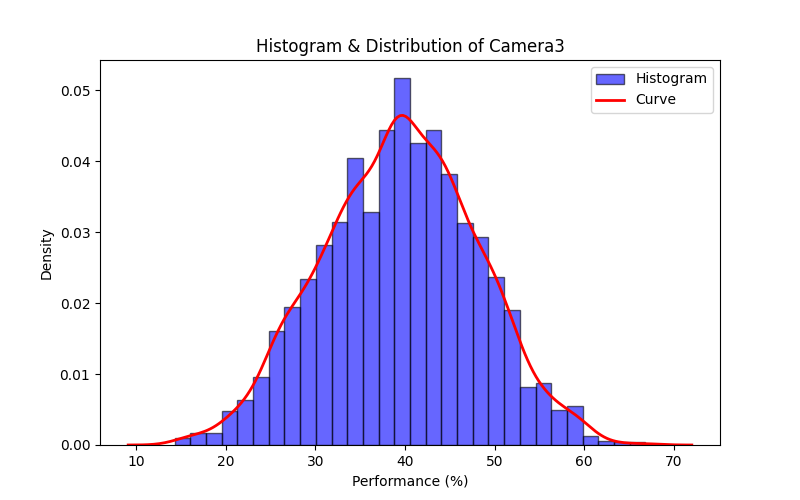 Histogram & Distribution of Camera3
Histogram
Curve
0.05
0.04
0.03
0.02
0.01
0.00
Density
10 20 30 40 50 60 70
Performance (%)